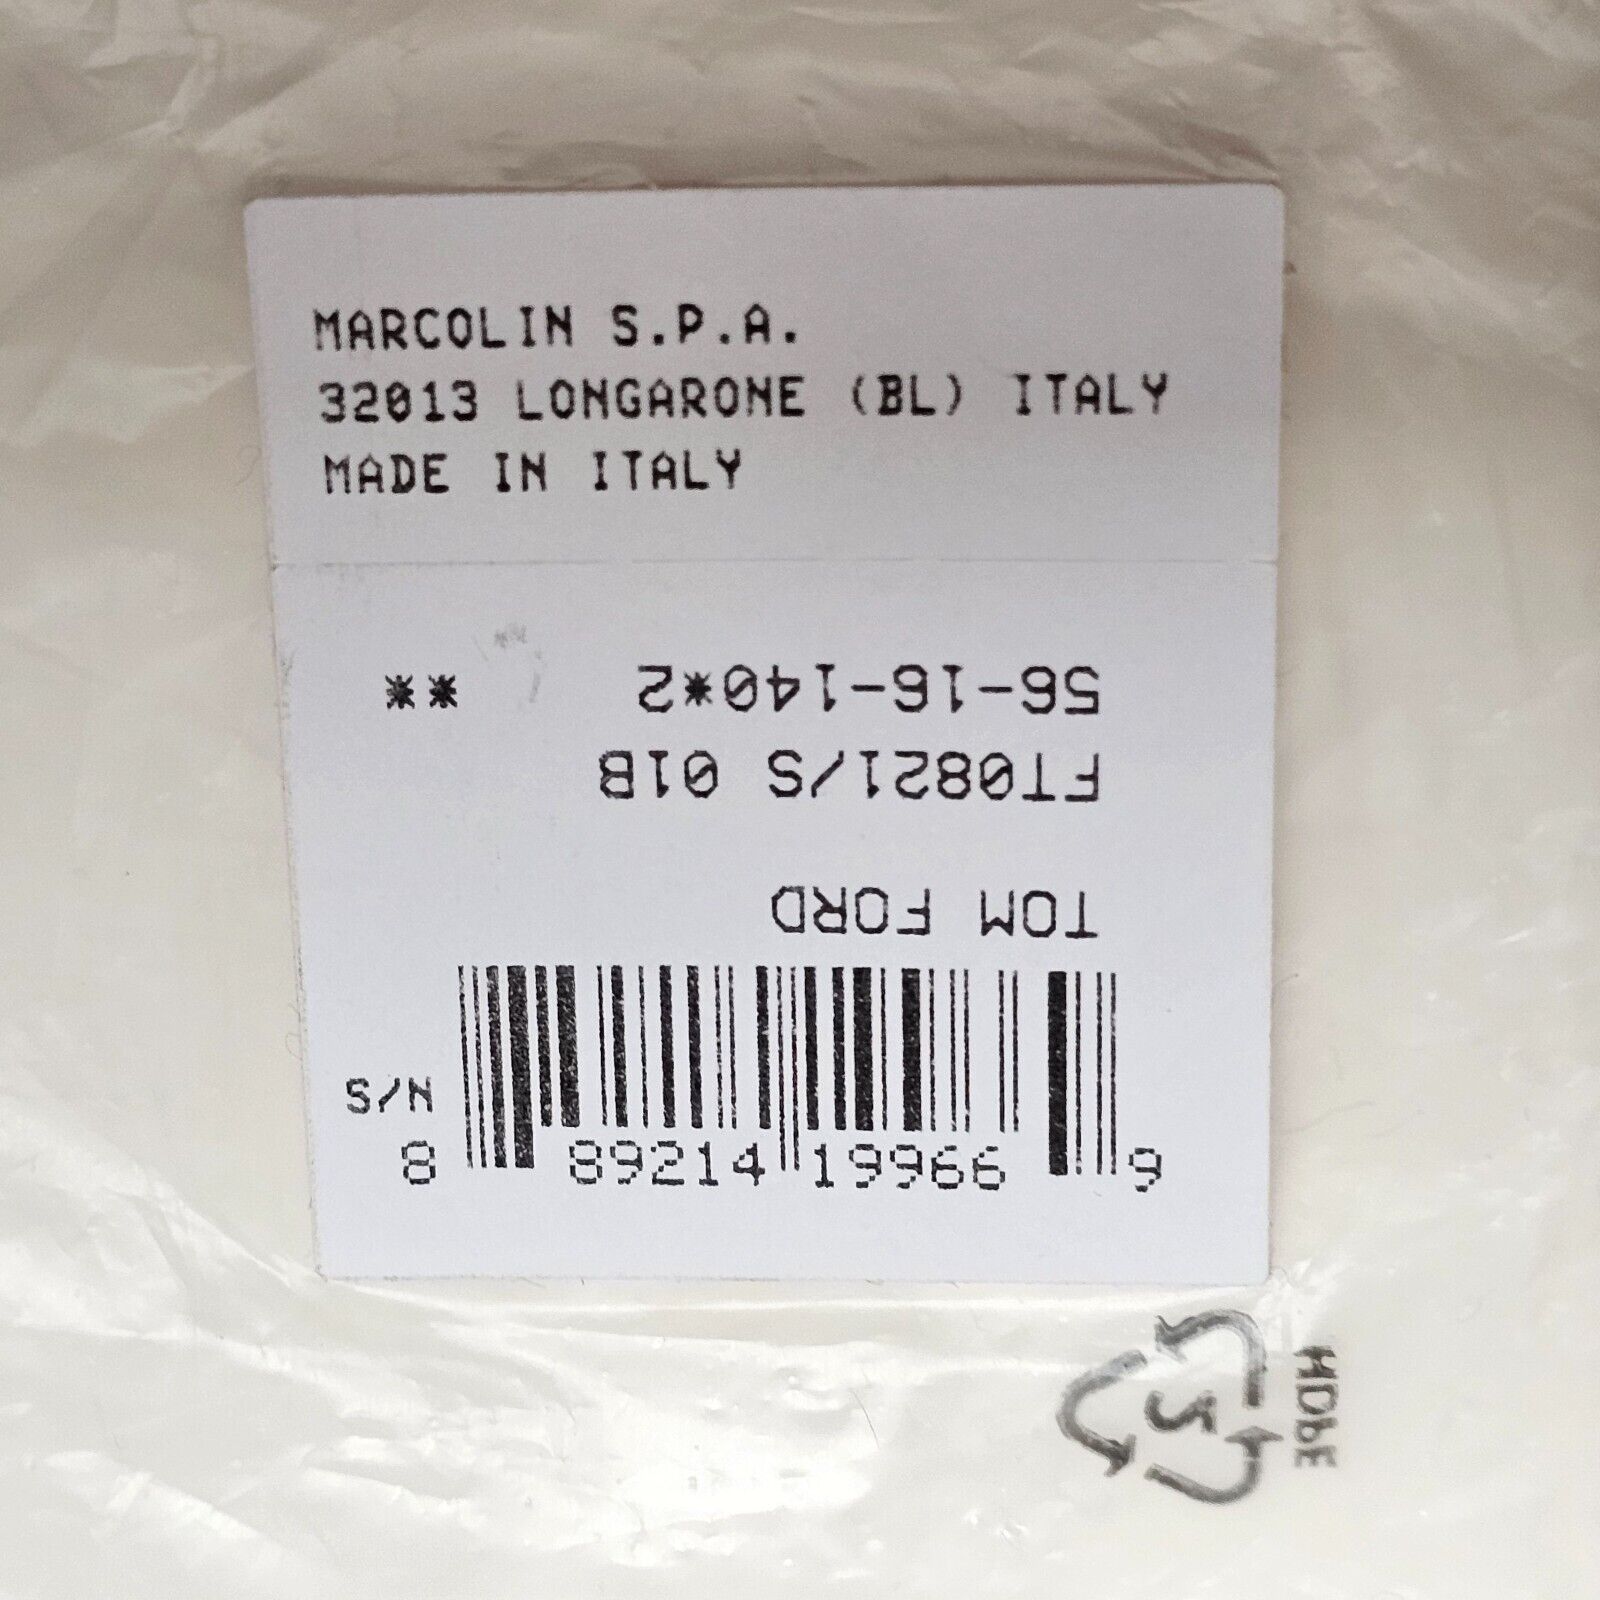 MARCOLIN S.P.A.
32013 LONGARONE (BL) ITALY
MADE IN ITALY
56-16-140*2 **
FT0821/S 01B
TOM FORD
S/N
8 89214 19966 9
5
HDPE